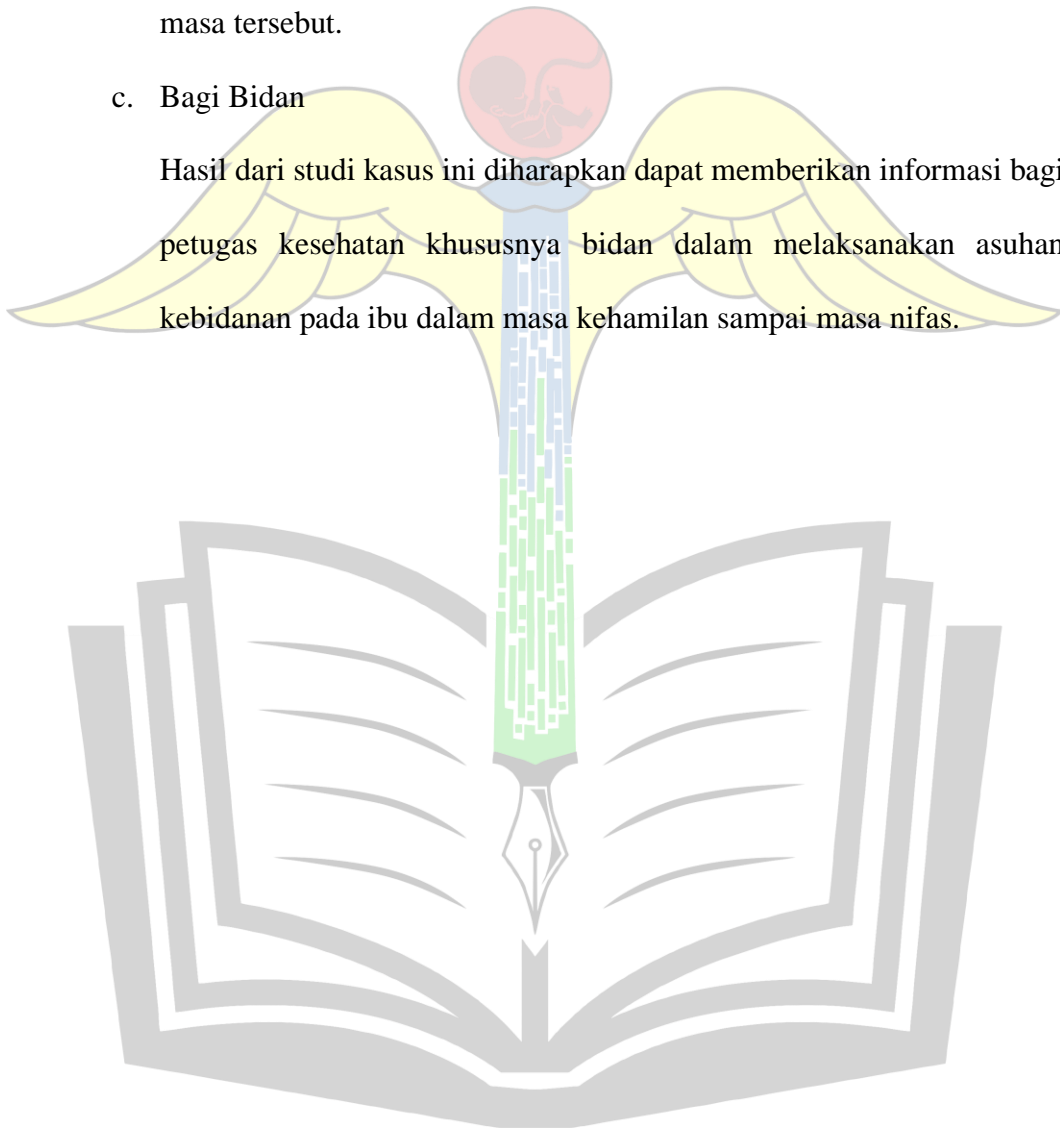 masa tersebut.
c. Bagi Bidan
Hasil dari studi kasus ini diharapkan dapat memberikan informasi bagi
petugas kesehatan khususnya bidan dalam melaksanakan asuhan
kebidanan pada ibu dalam masa kehamilan sampai masa nifas.